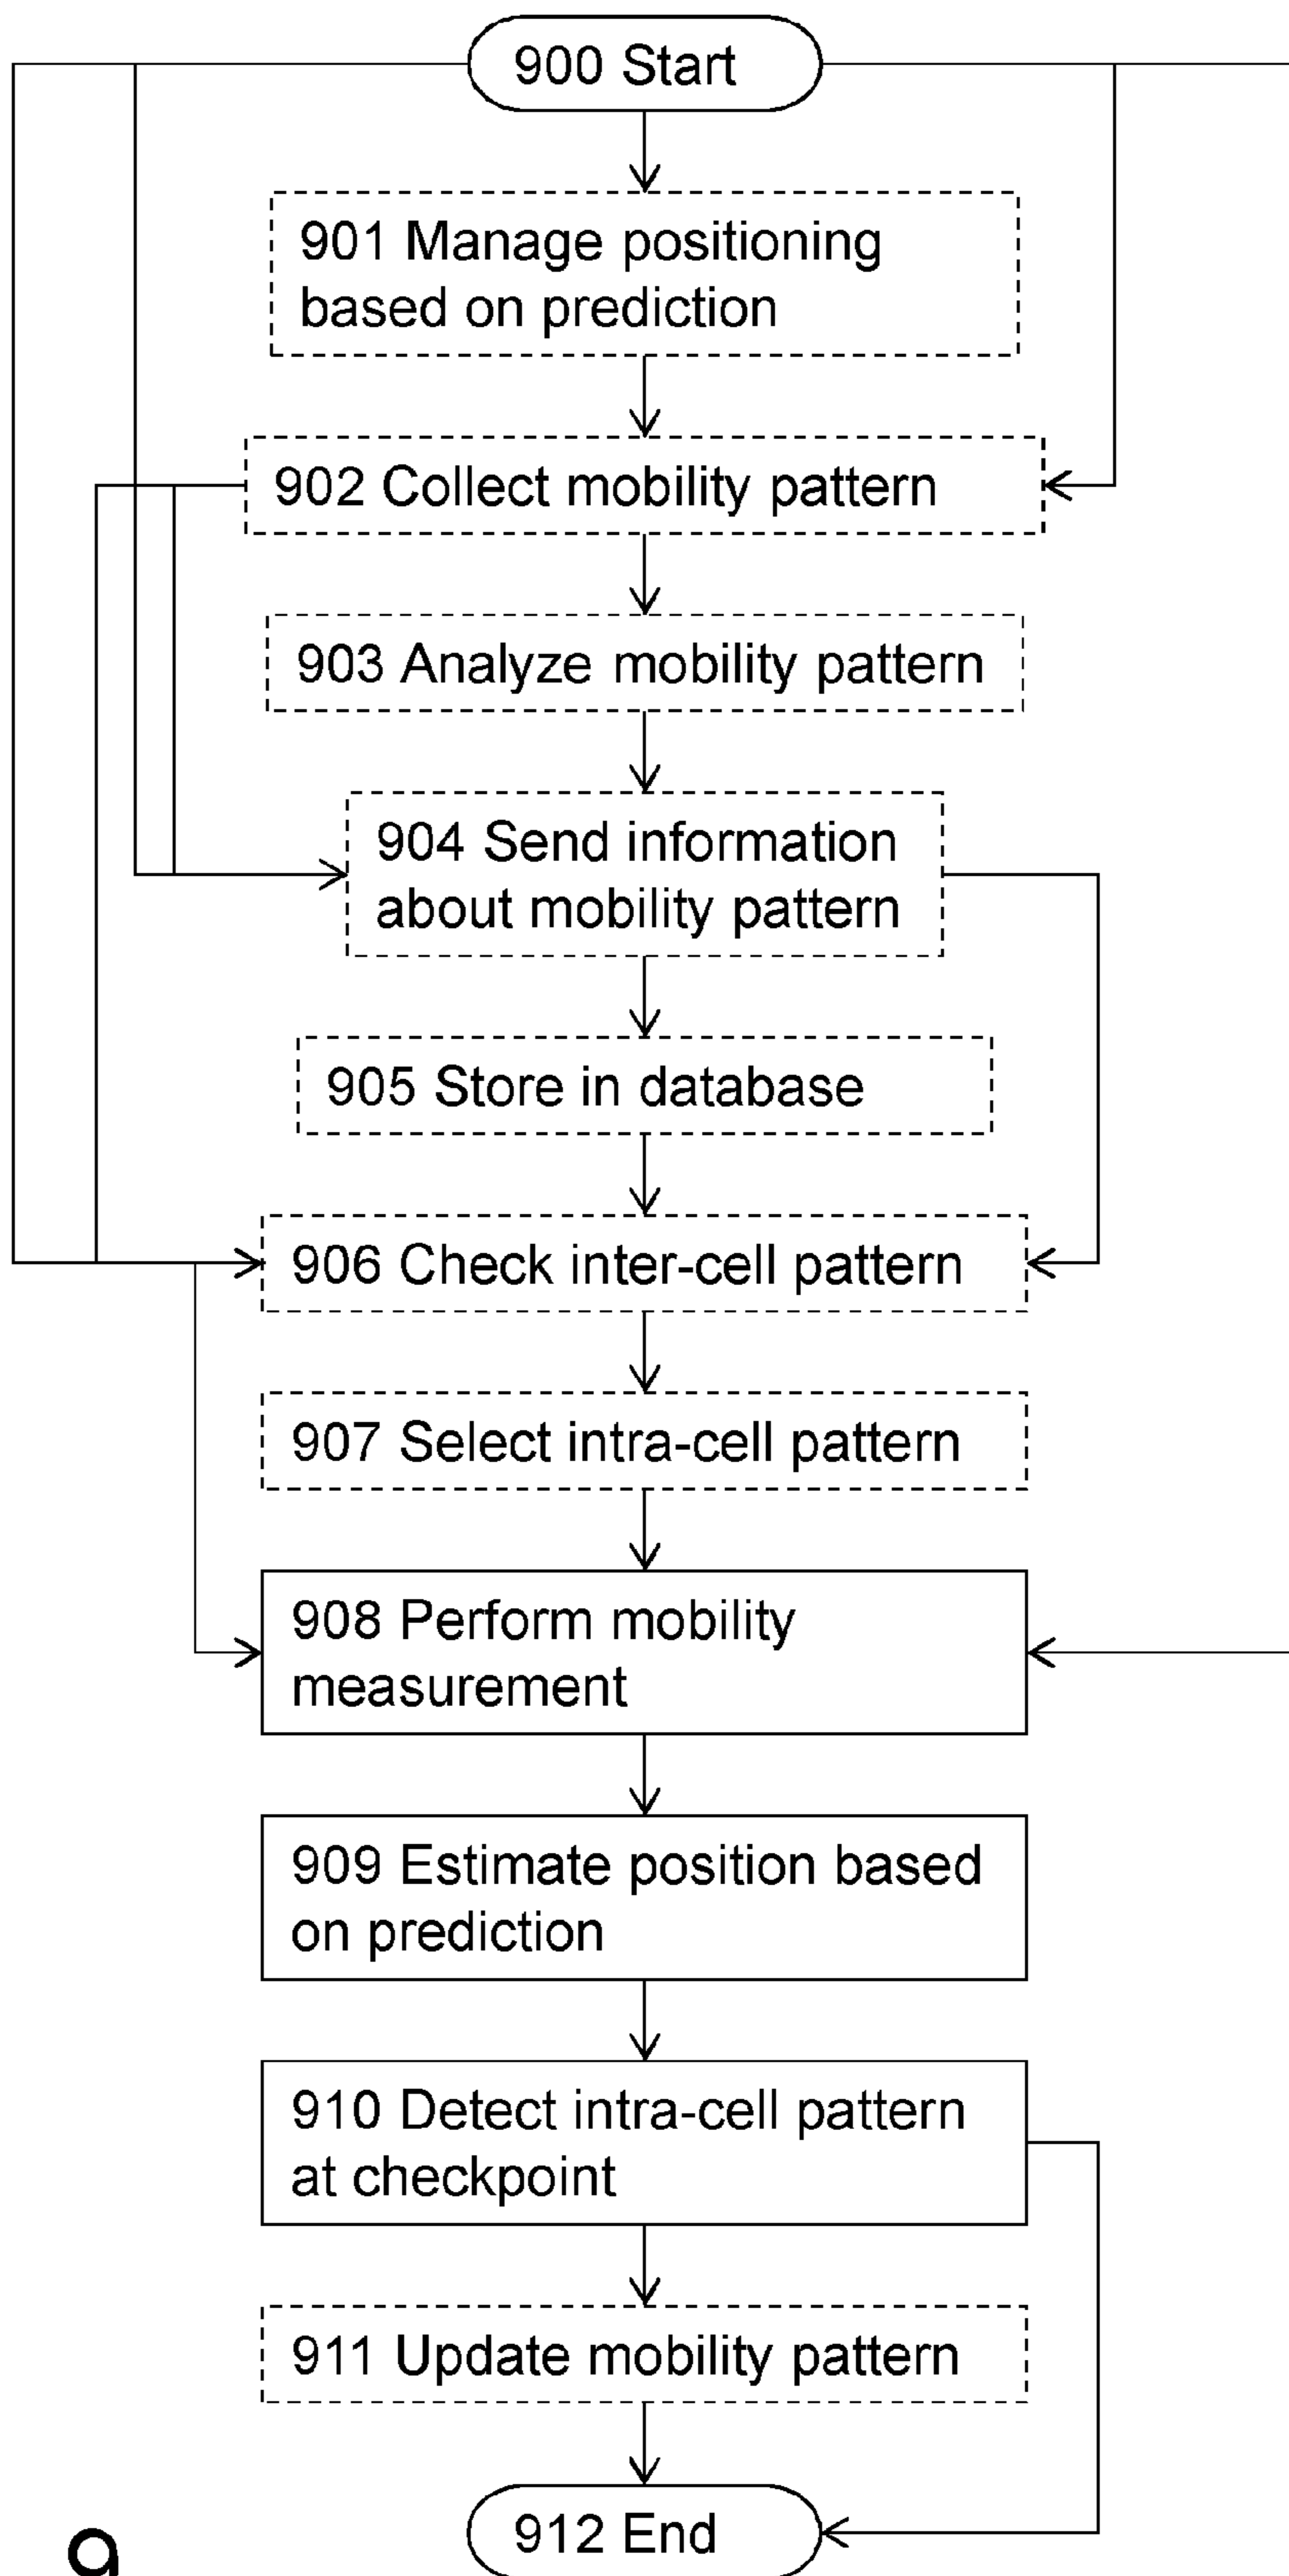 900 Start
901 Manage positioning
based on prediction
902 Collect mobility pattern
903 Analyze mobility pattern
904 Send information
about mobility pattern
905 Store in database
906 Check inter-cell pattern
907 Select intra-cell pattern
908 Perform mobility
measurement
909 Estimate position based
on prediction
910 Detect intra-cell pattern
at checkpoint
911 Update mobility pattern
912 End
9